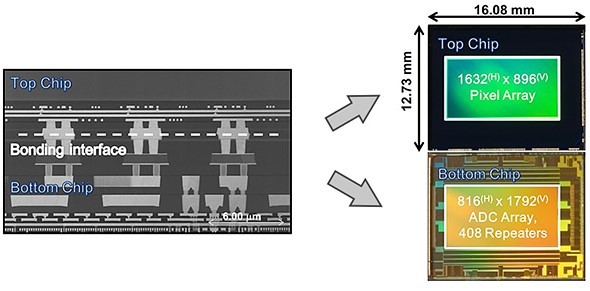 Top Chip
Bonding interface
Bottom Chip
6.00 µm
16.08 mm
12.73 mm
Top Chip
1632(H) x 896(V)
Pixel Array
Bottom Chip
816(H) x 1792(V)
ADC Array,
408 Repeaters